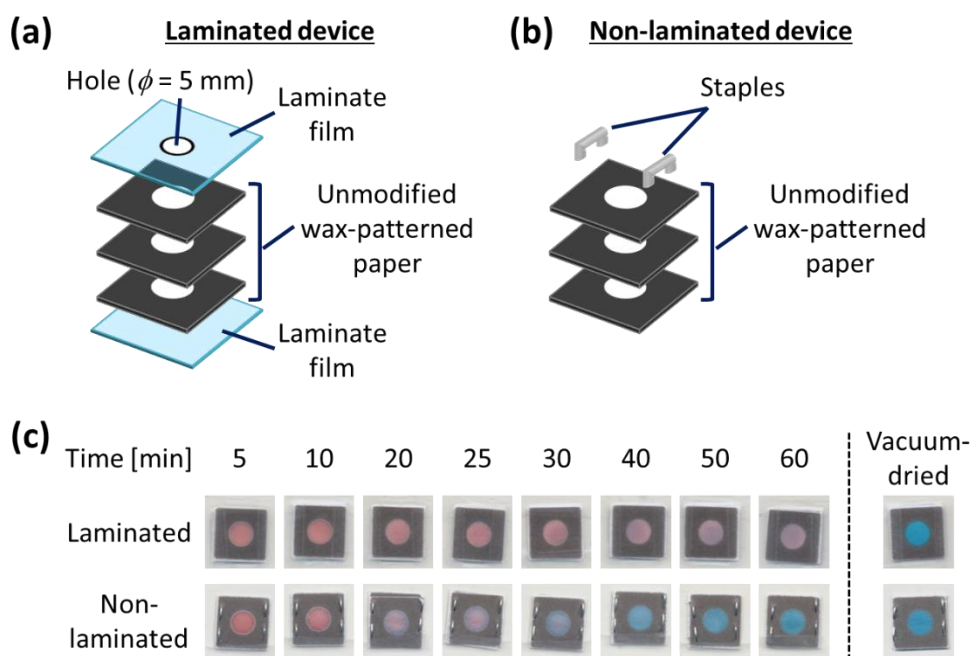 (a)
Laminated device
Hole (ϕ = 5 mm)
Laminate
film
Unmodified
wax-patterned
paper
Laminate
film
(b)
Non-laminated device
Staples
Unmodified
wax-patterned
paper
(c)
Time [min] 5 10 20 25 30 40 50 60
Vacuum-
dried
Laminated
Non-
laminated